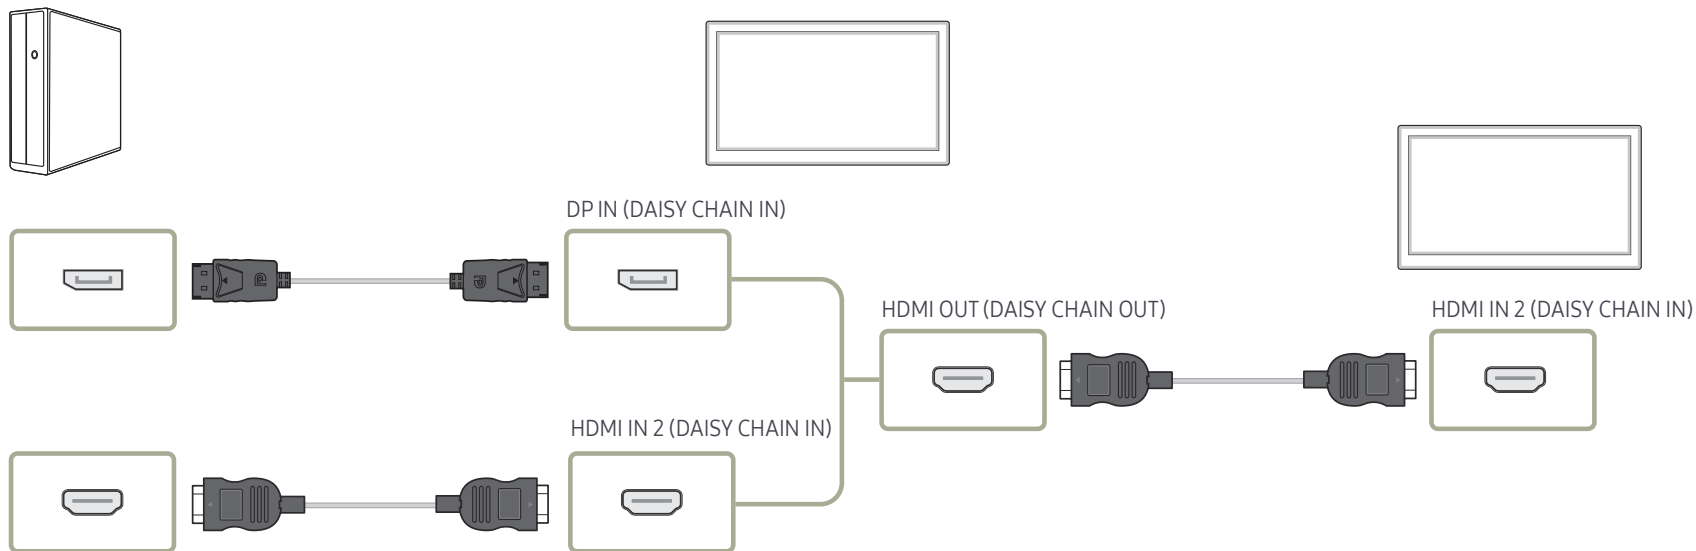 DP IN (DAISY CHAIN IN)
HDMI OUT (DAISY CHAIN OUT)
HDMI IN 2 (DAISY CHAIN IN)
HDMI IN 2 (DAISY CHAIN IN)